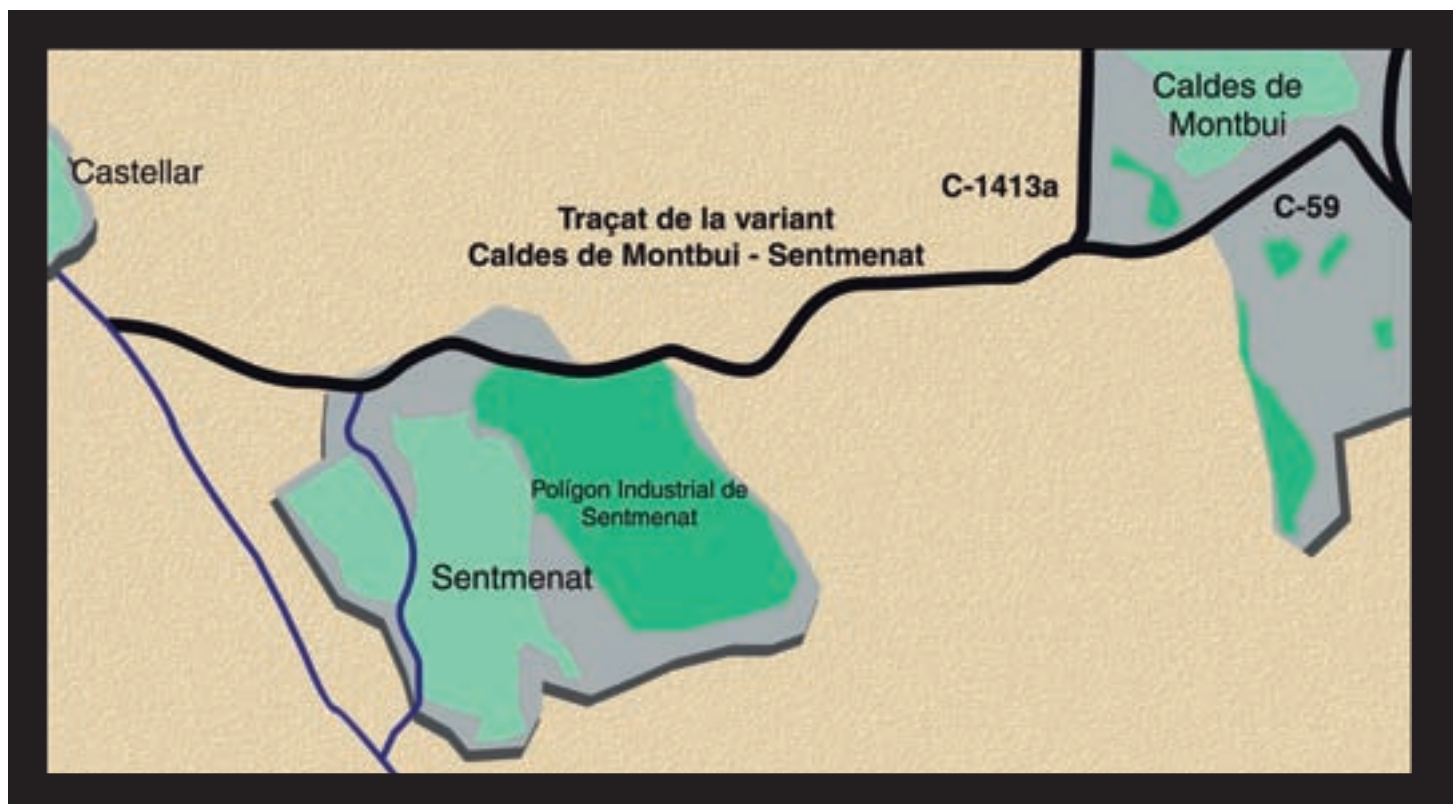 Caldes de
Montbui
Castellar
C-1413a
C-59
Traçat de la variant
Caldes de Montbui - Sentmenat
Polígon Industrial de
Sentmenat
Sentmenat